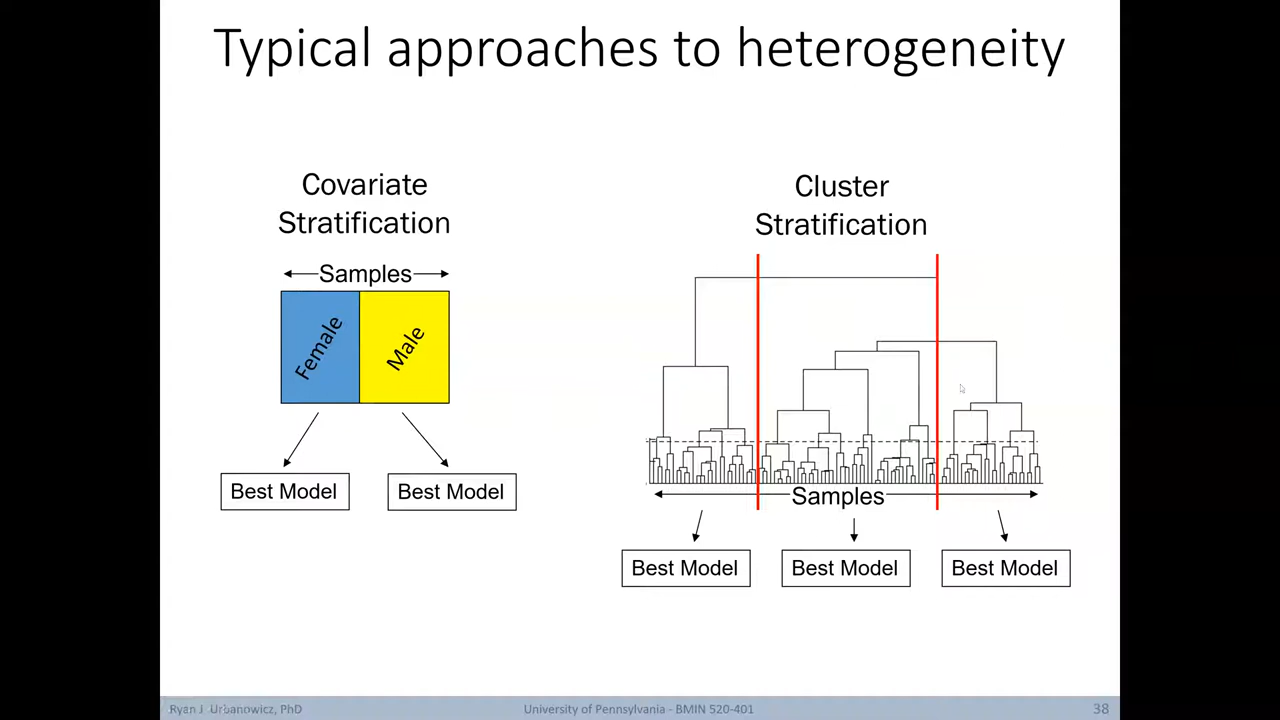 Typical approaches to heterogeneity
Covariate
Stratification
Samples
Female
Male
Best Model
Best Model
Cluster
Stratification
Samples
Best Model
Best Model
Best Model
Ryan J. Urbanowicz, PhD
University of Pennsylvania - BMIN 520-401
38